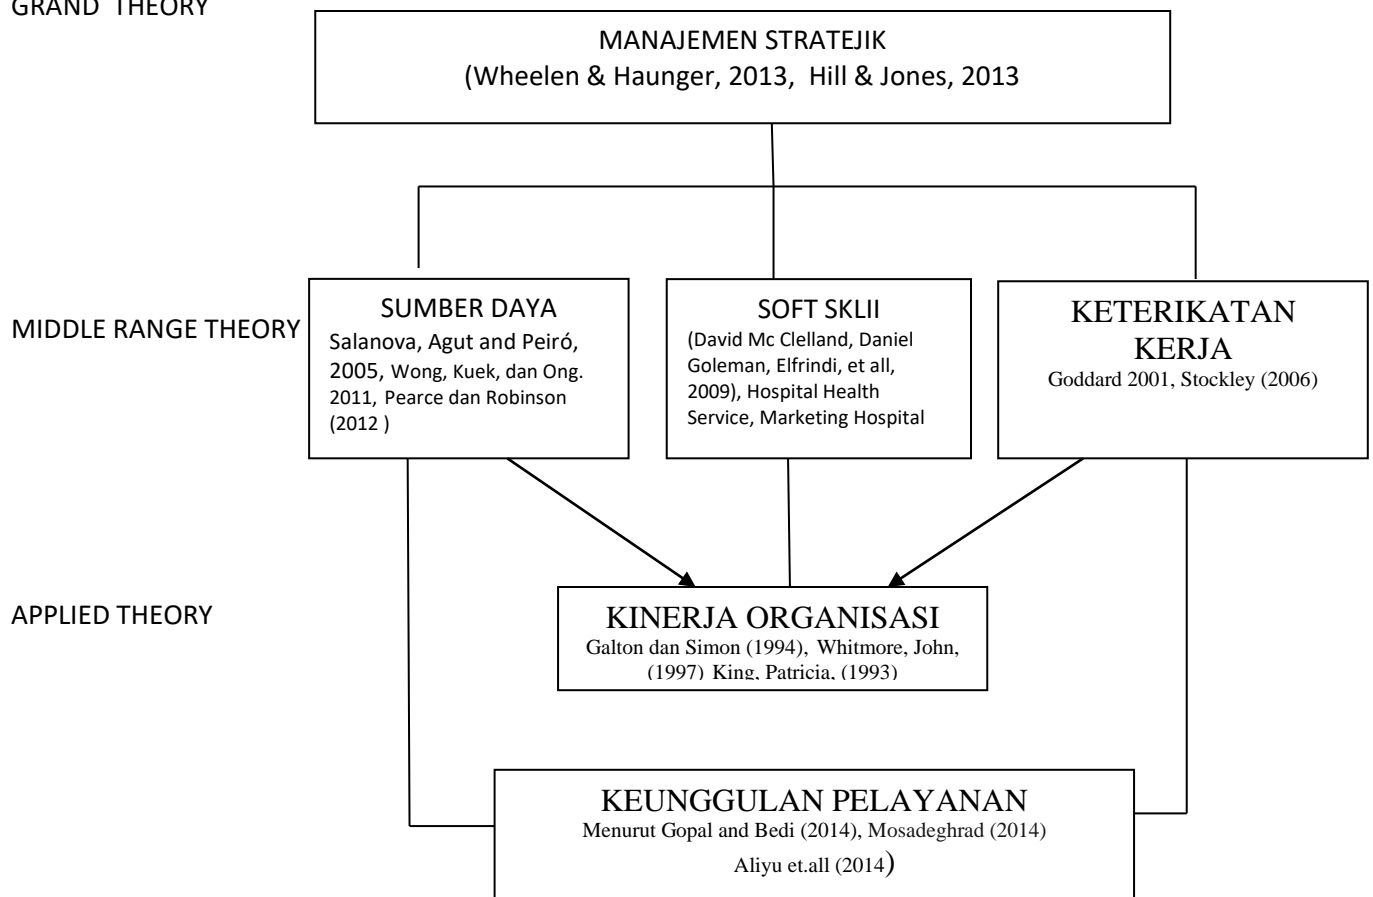 GRAND THEORY
MANAJEMEN STRATEJIK
(Wheelen & Haunger, 2013, Hill & Jones, 2013
MIDDLE RANGE THEORY
SUMBER DAYA
Salanova, Agut and Peiró,
2005, Wong, Kuek, dan Ong.
2011, Pearce dan Robinson
(2012 )
SOFT SKLII
(David Mc Clelland, Daniel
Goleman, Elfrindi, et all,
2009), Hospital Health
Service, Marketing Hospital
KETERIKATAN
KERJA
Goddard 2001, Stockley (2006)
APPLIED THEORY
KINERJA ORGANISASI
Galton dan Simon (1994), Whitmore, John,
(1997) King, Patricia, (1993)
KEUNGGULAN PELAYANAN
Menurut Gopal and Bedi (2014), Mosadeghrad (2014)
Aliyu et.all (2014)